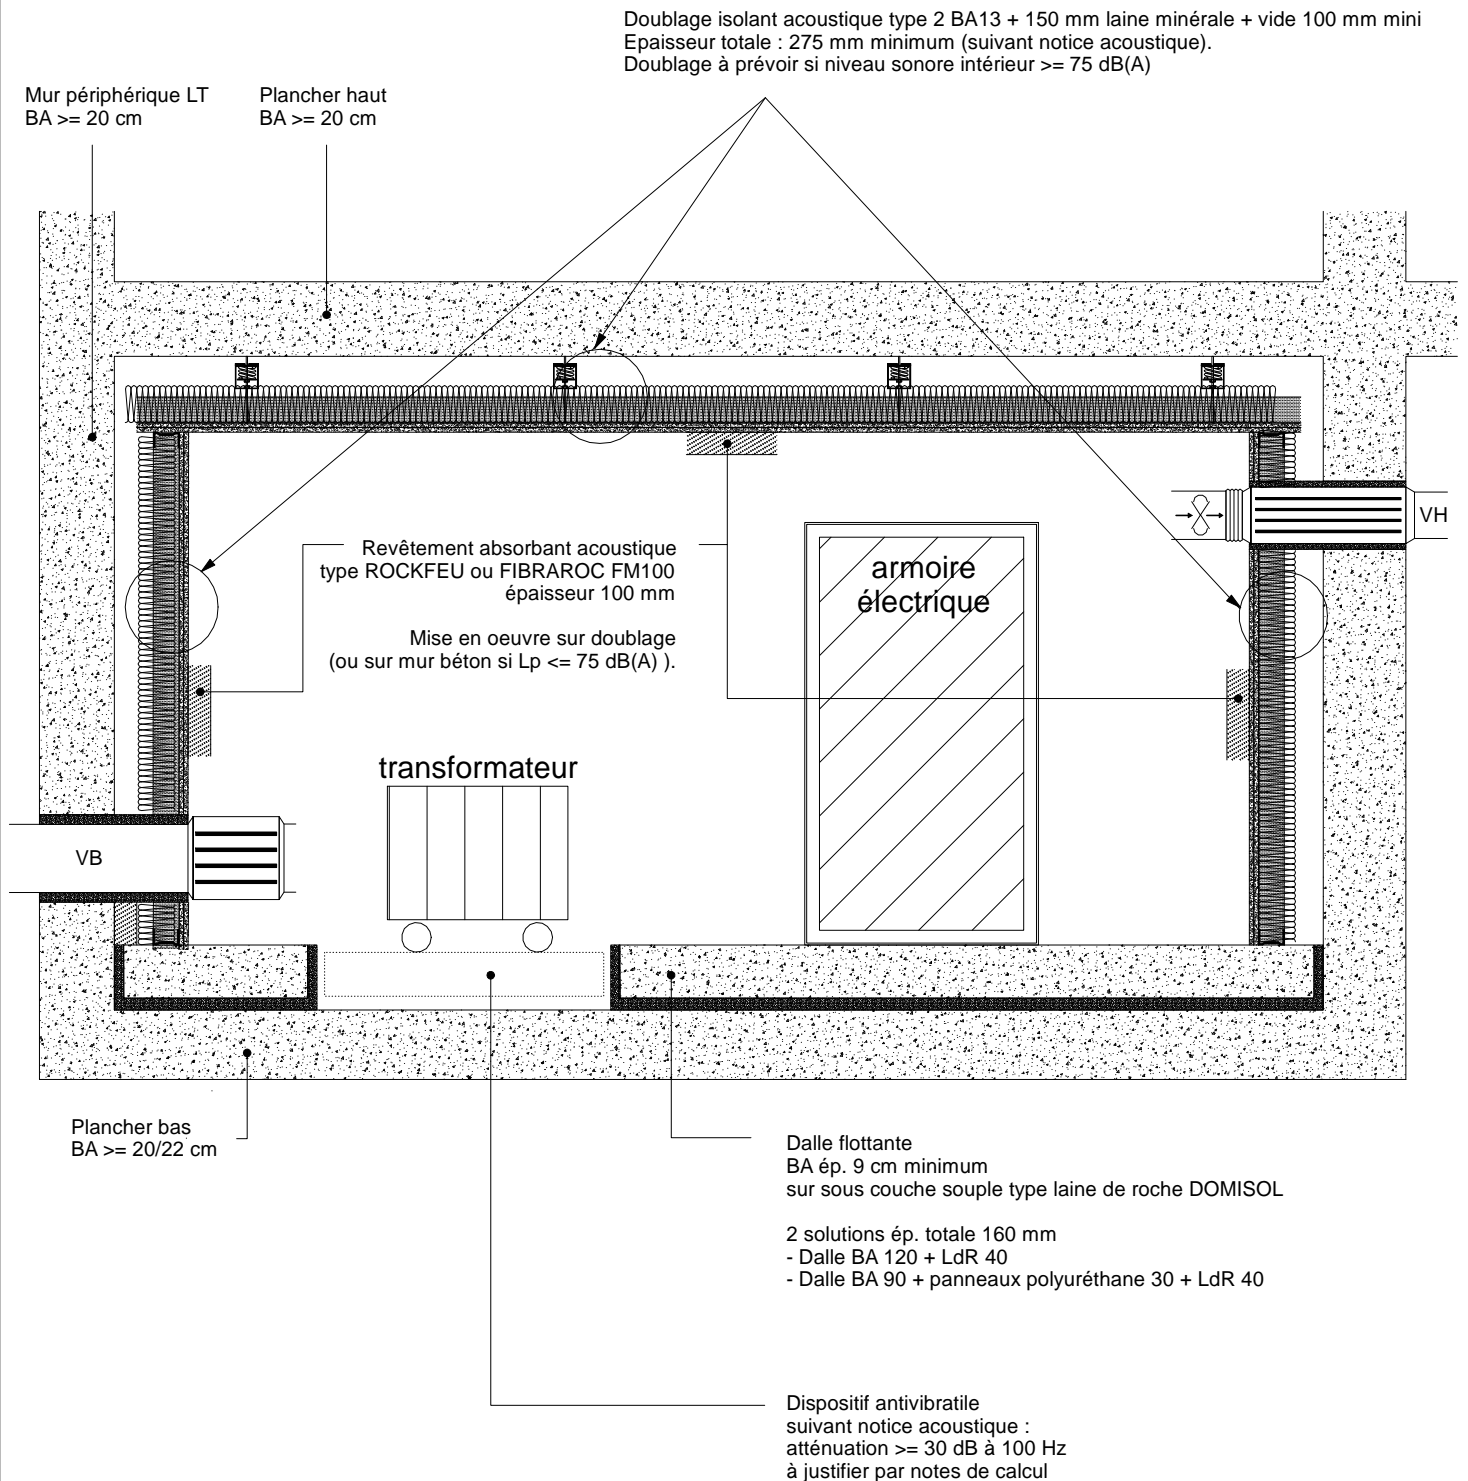 Doublage isolant acoustique type 2 BA13 + 150 mm laine minérale + vide 100 mm mini
Epaisseur totale : 275 mm minimum (suivant notice acoustique).
Doublage à prévoir si niveau sonore intérieur >= 75 dB(A)
Mur périphérique LT
BA >= 20 cm
Plancher haut
BA >= 20 cm
VH
Revêtement absorbant acoustique
type ROCKFEU ou FIBRAROC FM100
épaisseur 100 mm
Mise en oeuvre sur doublage
(ou sur mur béton si Lp <= 75 dB(A) ).
armoire
électrique
transformateur
VB
Plancher bas
BA >= 20/22 cm
Dalle flottante
BA ép. 9 cm minimum
sur sous couche souple type laine de roche DOMISOL
2 solutions ép. totale 160 mm
- Dalle BA 120 + LdR 40
- Dalle BA 90 + panneaux polyuréthane 30 + LdR 40
Dispositif antivibratile
suivant notice acoustique :
atténuation >= 30 dB à 100 Hz
à justifier par notes de calcul